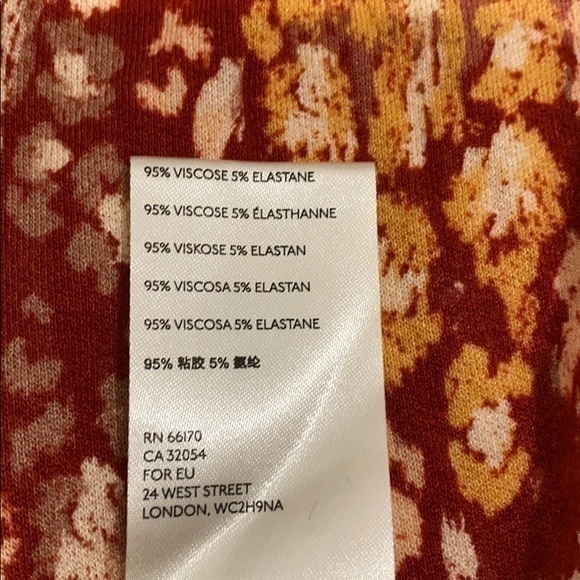 95% VISCOSE 5% ELASTANE
95% VISCOSE 5% ÉLASTHANNE
95% VISKOSE 5% ELASTAN
95% VISCOSA 5% ELASTAN
95% VISCOSA 5% ELASTANE
95% 粘胶 5% 氨纶
RN 66170
CA 32054
FOR EU
24 WEST STREET
LONDON, WC2H9NA